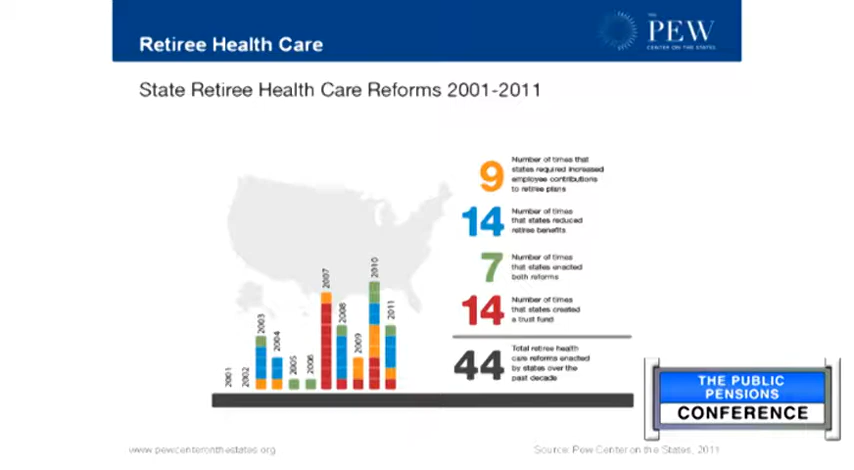 Retiree Health Care
THE
PEW
CENTER ON THE STATES
State Retiree Health Care Reforms 2001-2011
9
Number of times that
states required increased
employee contributions
to retiree plans
14
Number of times
that states reduced
retiree benefits
7
Number of times
that states enacted
both reforms
14
Number of times
that states created
a trust fund
44
Total retiree health
care reforms enacted
by states over the
past decade
2001
2002
2003
2004
2005
2006
2007
2008
2009
2010
2011
THE PUBLIC
PENSIONS
CONFERENCE
www.pewcenteronthestates.org
Source: Pew Center on the States, 2011